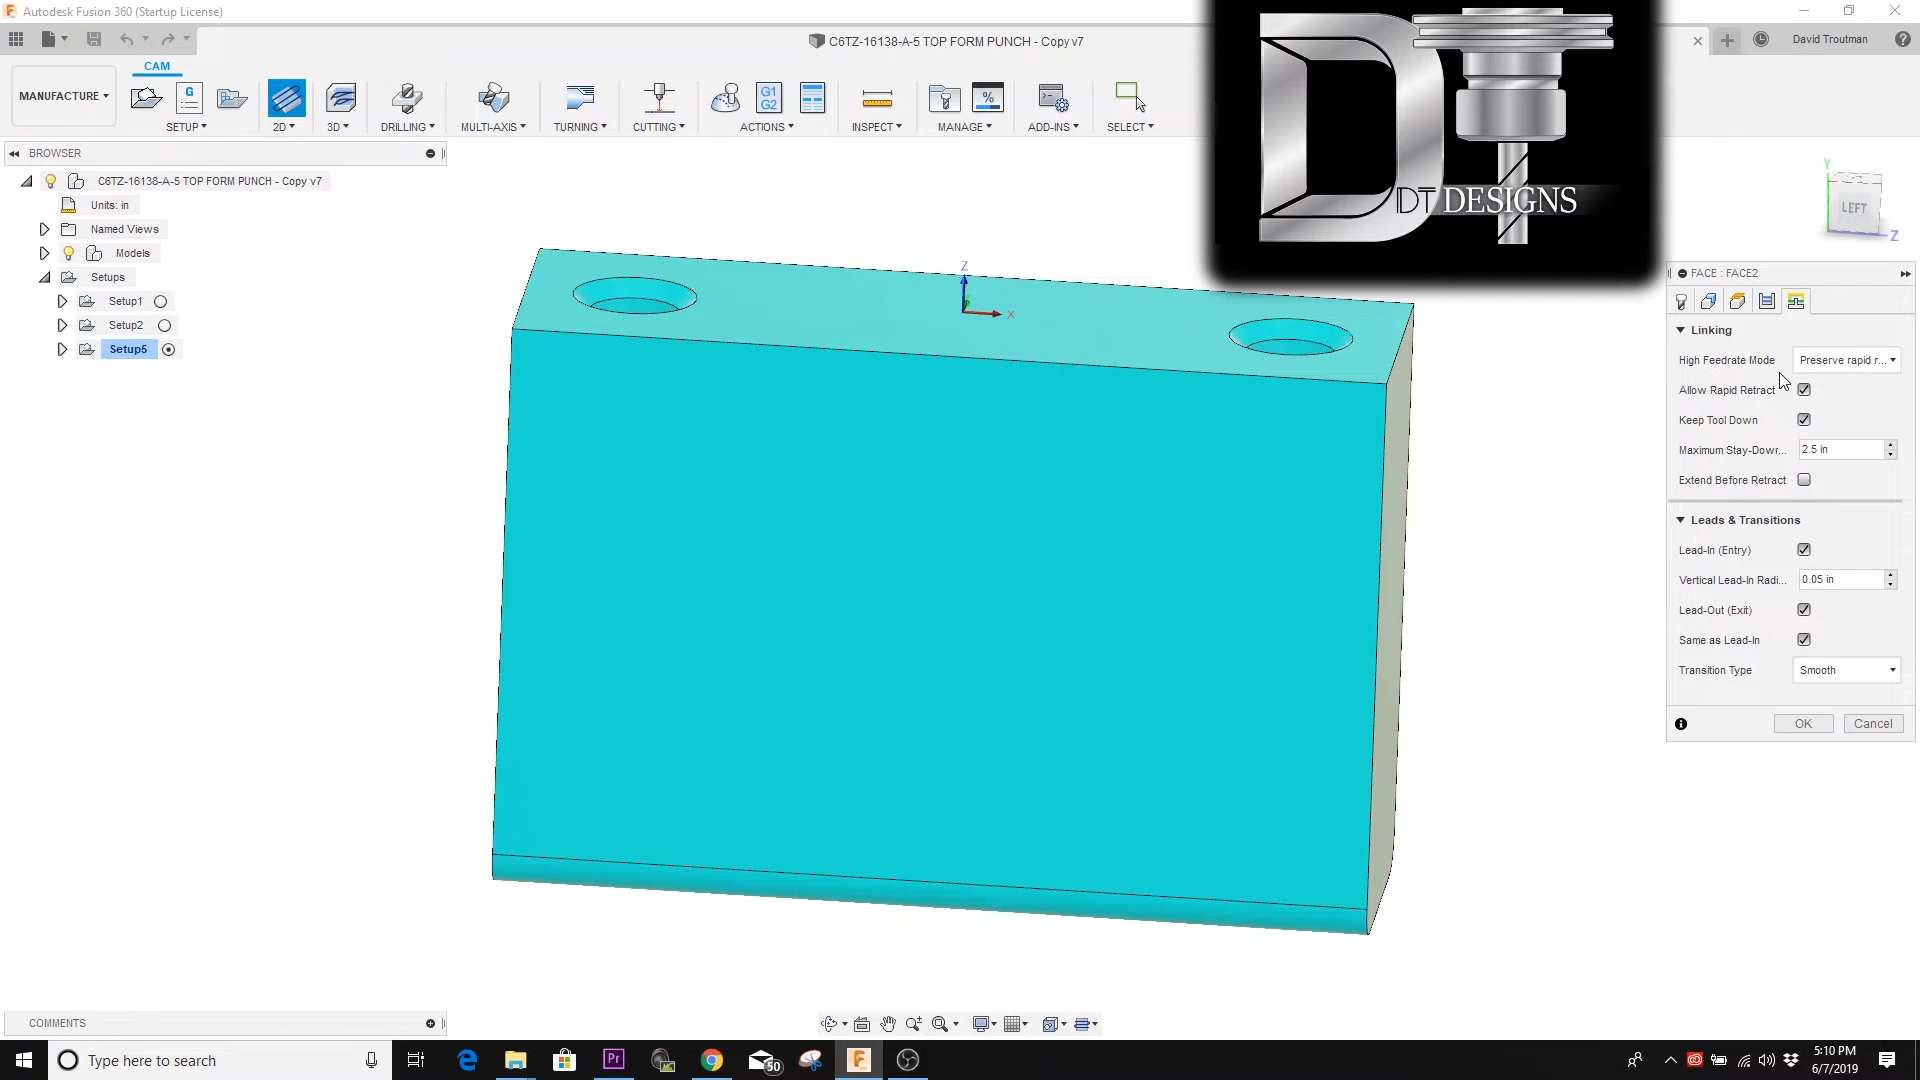 Autodesk Fusion 360 (Startup License)
C6TZ-16138-A-5 TOP FORM PUNCH - Copy v7
David Troutman
MANUFACTURE
CAM
SETUP
2D
3D
DRILLING
MULTI-AXIS
TURNING
CUTTING
G1
G2
ACTIONS
INSPECT
MANAGE
ADD-INS
SELECT
DT DESIGNS
BROWSER
C6TZ-16138-A-5 TOP FORM PUNCH - Copy v7
Units: in
Named Views
Models
Setups
Setup1
Setup2
Setup5
Z
X
Y
LEFT
Z
FACE : FACE2
Linking
High Feedrate Mode
Preserve rapid r...
Allow Rapid Retract
Keep Tool Down
Maximum Stay-Dow...
2.5 in
Extend Before Retract
Leads & Transitions
Lead-In (Entry)
Vertical Lead-In Radi...
0.05 in
Lead-Out (Exit)
Same as Lead-In
Transition Type
Smooth
OK
Cancel
COMMENTS
Type here to search
Pr
50
F
5:10 PM
6/7/2019